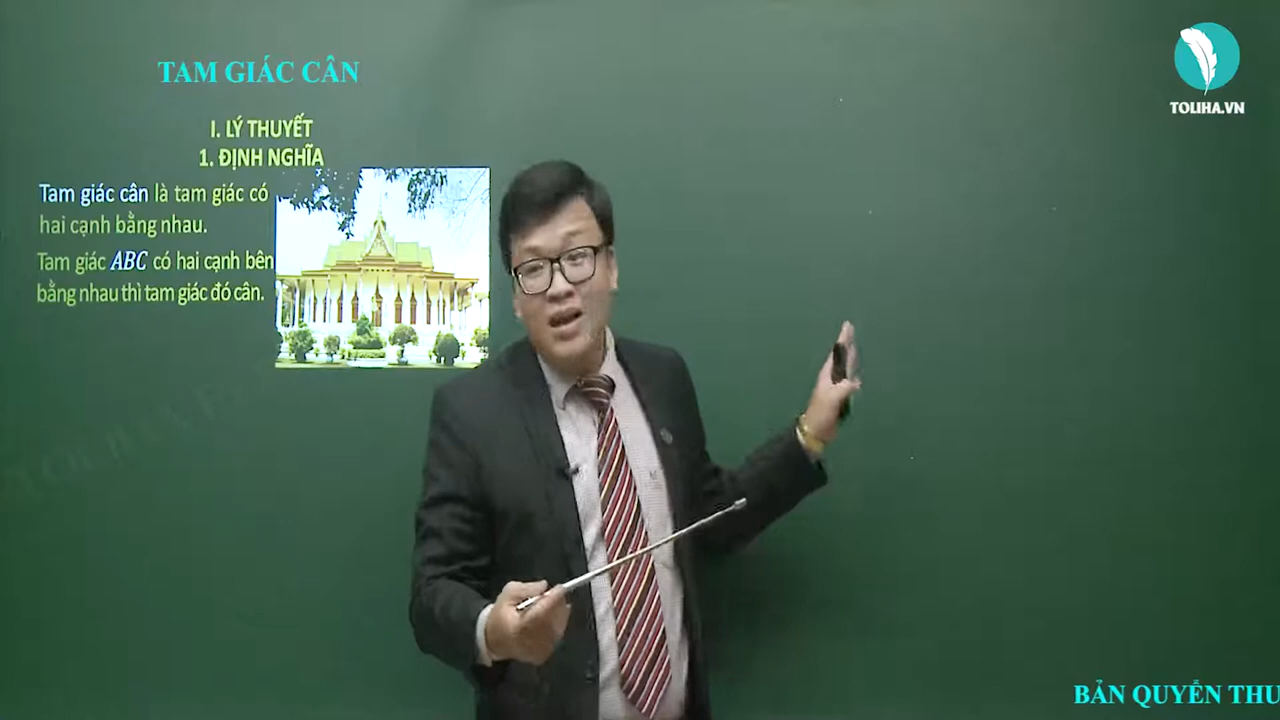 TAM GIÁC CÂN
TOLIHA.VN
I. LÝ THUYẾT
1. ĐỊNH NGHĨA
Tam giác cân là tam giác có
hai cạnh bằng nhau.
Tam giác ABC có hai cạnh bên
bằng nhau thì tam giác đó cân.
BẢN QUYỀN THU